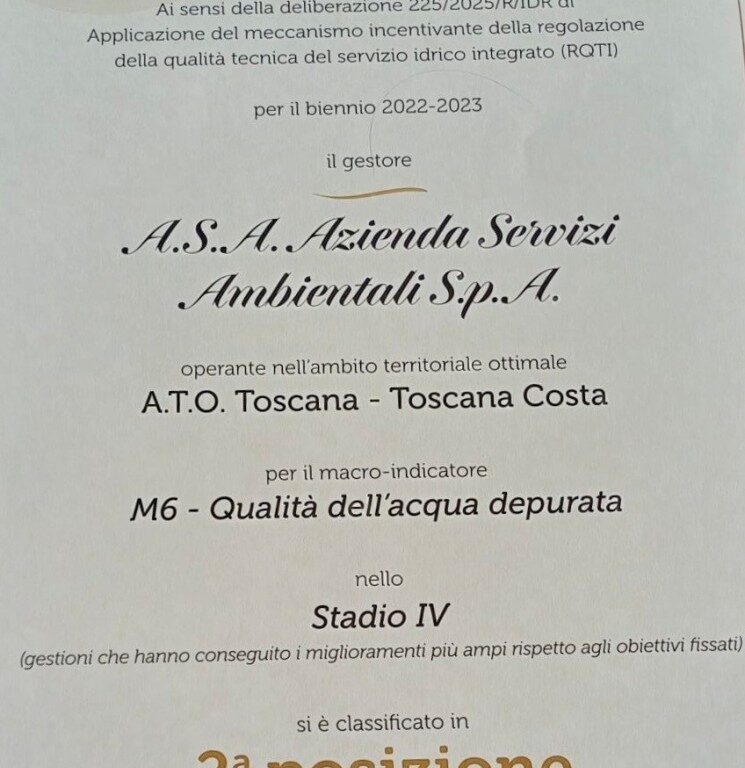 Ai sensi della deliberazione 225/2025/R/IDR di
Applicazione del meccanismo incentivante della regolazione
della qualità tecnica del servizio idrico integrato (RQTI)
per il biennio 2022-2023
il gestore
A.S.A. Azienda Servizi
Ambientali S.p.A.
operante nell'ambito territoriale ottimale
A.T.O. Toscana - Toscana Costa
per il macro-indicatore
M6 - Qualità dell'acqua depurata
nello
Stadio IV
(gestioni che hanno conseguito i miglioramenti più ampi rispetto agli obiettivi fissati)
si è classificato in
posizione